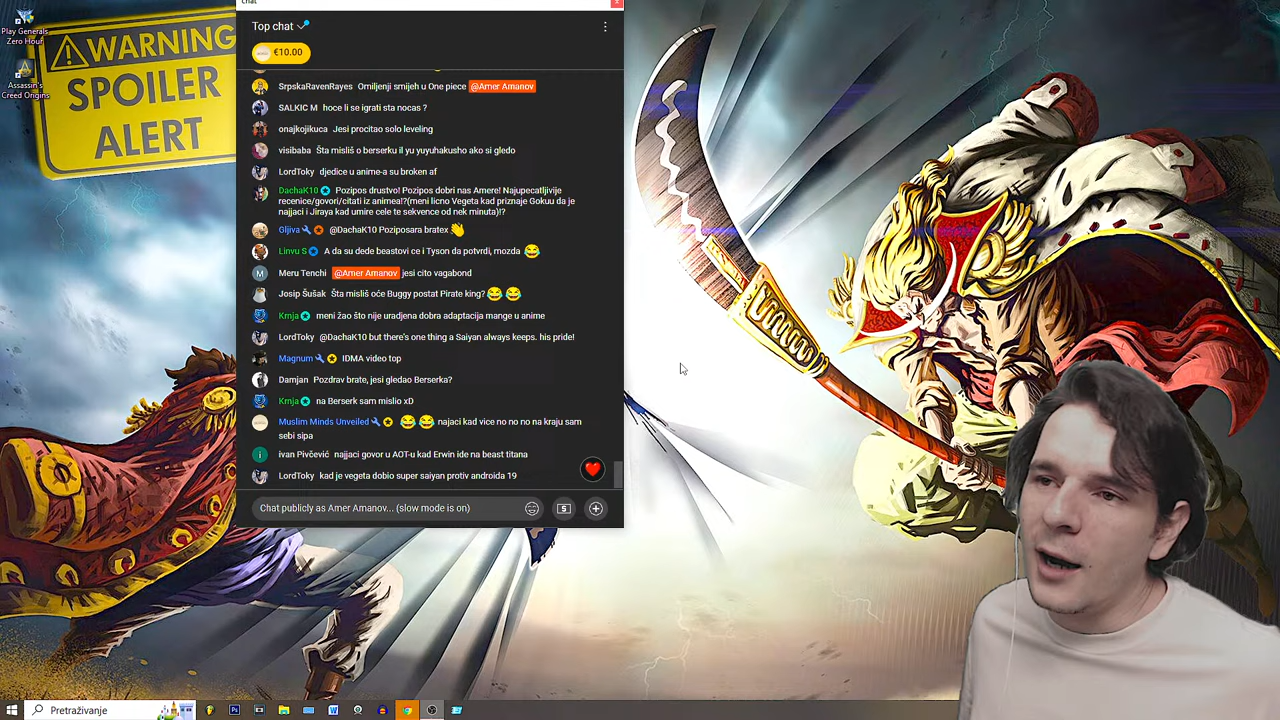 Play Generals
Zero Hour
Assassin's
Creed Origins
WARNING
SPOILER
ALERT
Chat
Top chat
€10.00
SrpskaRavenRayes Omiljenji smijeh u One piece @Amer Amanov
SALKIC M hoce li se igrati sta nocas ?
onajkojikuca Jesi procitao solo leveling
visibaba Šta misliš o berserku il yu yuyuhakusho ako si gledo
LordToky djedice u anime-a su broken af
DachaK10 Pozipos drustvo! Pozipos dobri nas Amere! Najupecatljivije
recenice/govori/citati iz animea!?(meni licno Vegeta kad priznaje Gokuu da je
najjaci i Jiraya kad umire cele te sekvence od nek minuta)!?
Gljiva @DachaK10 Poziposara bratex 👋
Linvu S A da su dede beastovi ce i Tyson da potvrdi, mozda 😂
Meru Tenchi @Amer Amanov jesi cito vagabond
Josip Šušak Šta misliš oće Buggy postat Pirate king? 😂 😂
Krnja meni žao što nije uradjena dobra adaptacija mange u anime
LordToky @DachaK10 but there's one thing a Saiyan always keeps. his pride!
Magnum IDMA video top
Damjan Pozdrav brate, jesi gledao Berserka?
Krnja na Berserk sam mislio xD
Muslim Minds Unveiled 😂 😂 najaci kad vice no no no na kraju sam
sebi sipa
ivan Pivčević najjaci govor u AOT-u kad Erwin ide na beast titana
LordToky kad je vegeta dobio super saiyan protiv androida 19
Chat publicly as Amer Amanov... (slow mode is on)
Pretraživanje